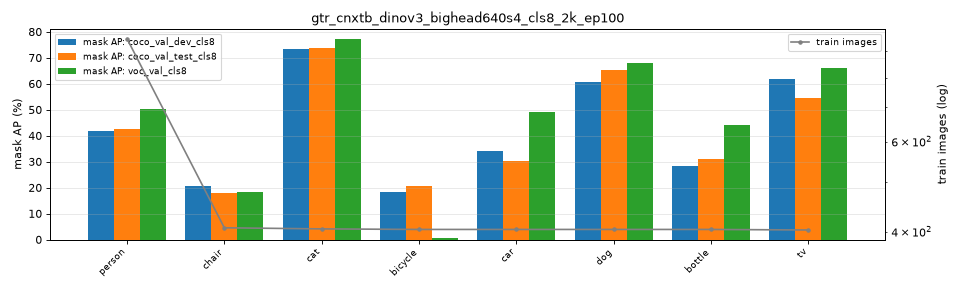 gtr_cnxtb_dinov3_bighead640s4_cls8_2k_ep100
mask AP: coco_val_dev_cls8
mask AP: coco_val_test_cls8
mask AP: voc_val_cls8
train images
mask AP (%)
80
70
60
50
40
30
20
10
0
train images (log)
6 × 10²
4 × 10²
person
chair
cat
bicycle
car
dog
bottle
tv